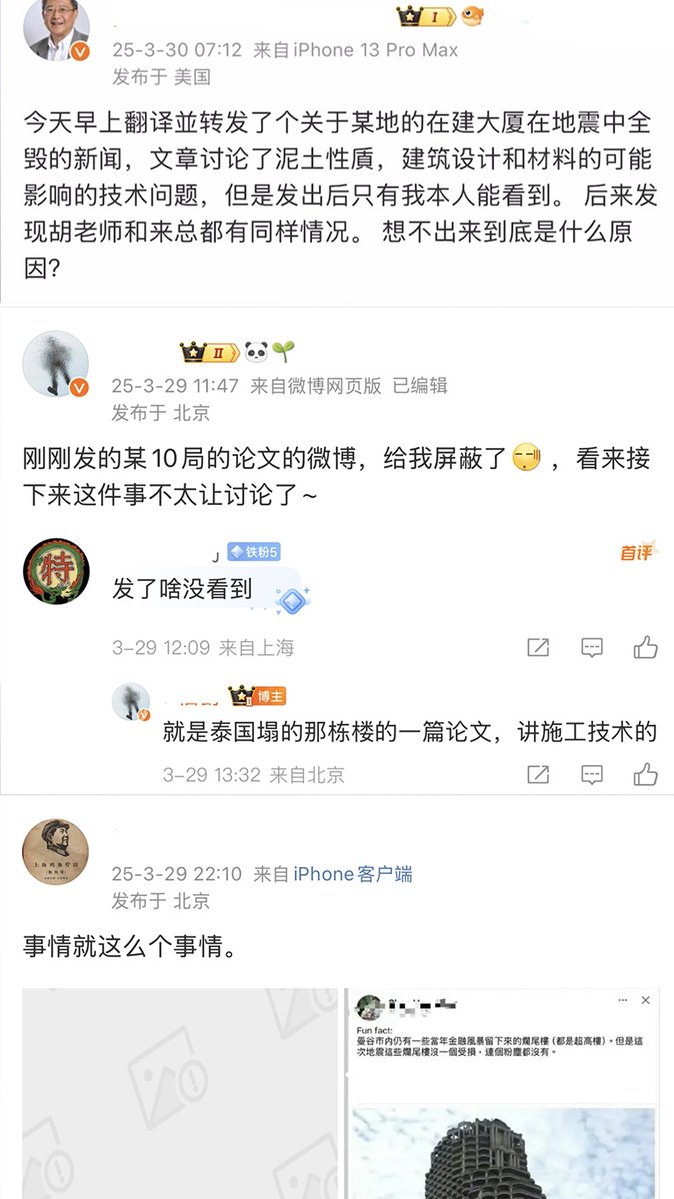 I
25-3-30 07:12 来自iPhone 13 Pro Max
发布于 美国
今天早上翻译並转发了个关于某地的在建大厦在地震中全
毁的新闻，文章讨论了泥土性質，建筑设计和材料的可能
影响的技术问题，但是发出后只有我本人能看到。 后来发
现胡老师和来总都有同样情况。 想不出来到底是什么原
因？
II
25-3-29 11:47 来自微博网页版 已编辑
发布于 北京
刚刚发的某10局的论文的微博，给我屏蔽了，看来接
下来这件事不太让讨论了~
特
J 铁粉5
首评
发了啥没看到
3-29 12:09 来自上海
II 博主
就是泰国塌的那栋楼的一篇论文，讲施工技术的
3-29 13:32 来自北京
25-3-29 22:10 来自 iPhone客户端
发布于 北京
事情就这么个事情。
Fun fact:
曼谷市内仍有一些當年金融風暴留下來的爛尾樓 (都是超高樓)。但是這
次地震這些爛尾樓沒一個受損，連個粉塵都沒有。